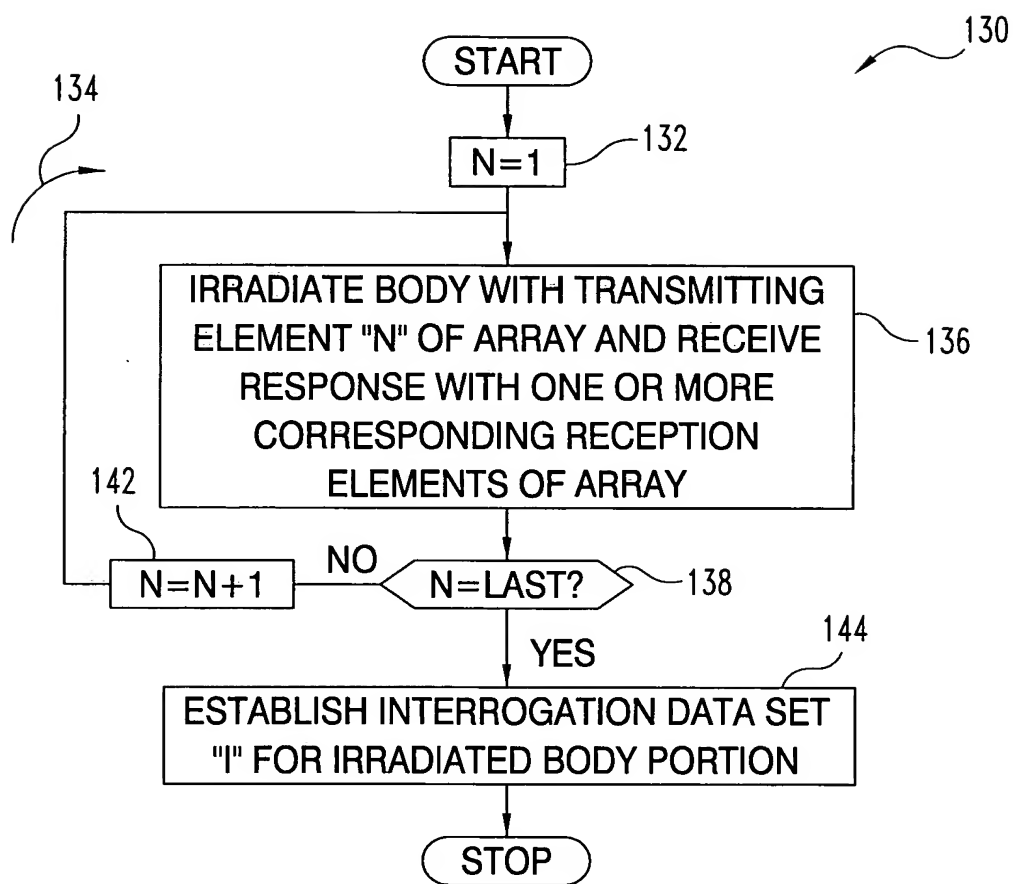 130
START
134
132
N=1
IRRADIATE BODY WITH TRANSMITTING
ELEMENT "N" OF ARRAY AND RECEIVE
RESPONSE WITH ONE OR MORE
CORRESPONDING RECEPTION
ELEMENTS OF ARRAY
136
142
N=N+1
NO
N=LAST?
138
YES
144
ESTABLISH INTERROGATION DATA SET
"I" FOR IRRADIATED BODY PORTION
STOP